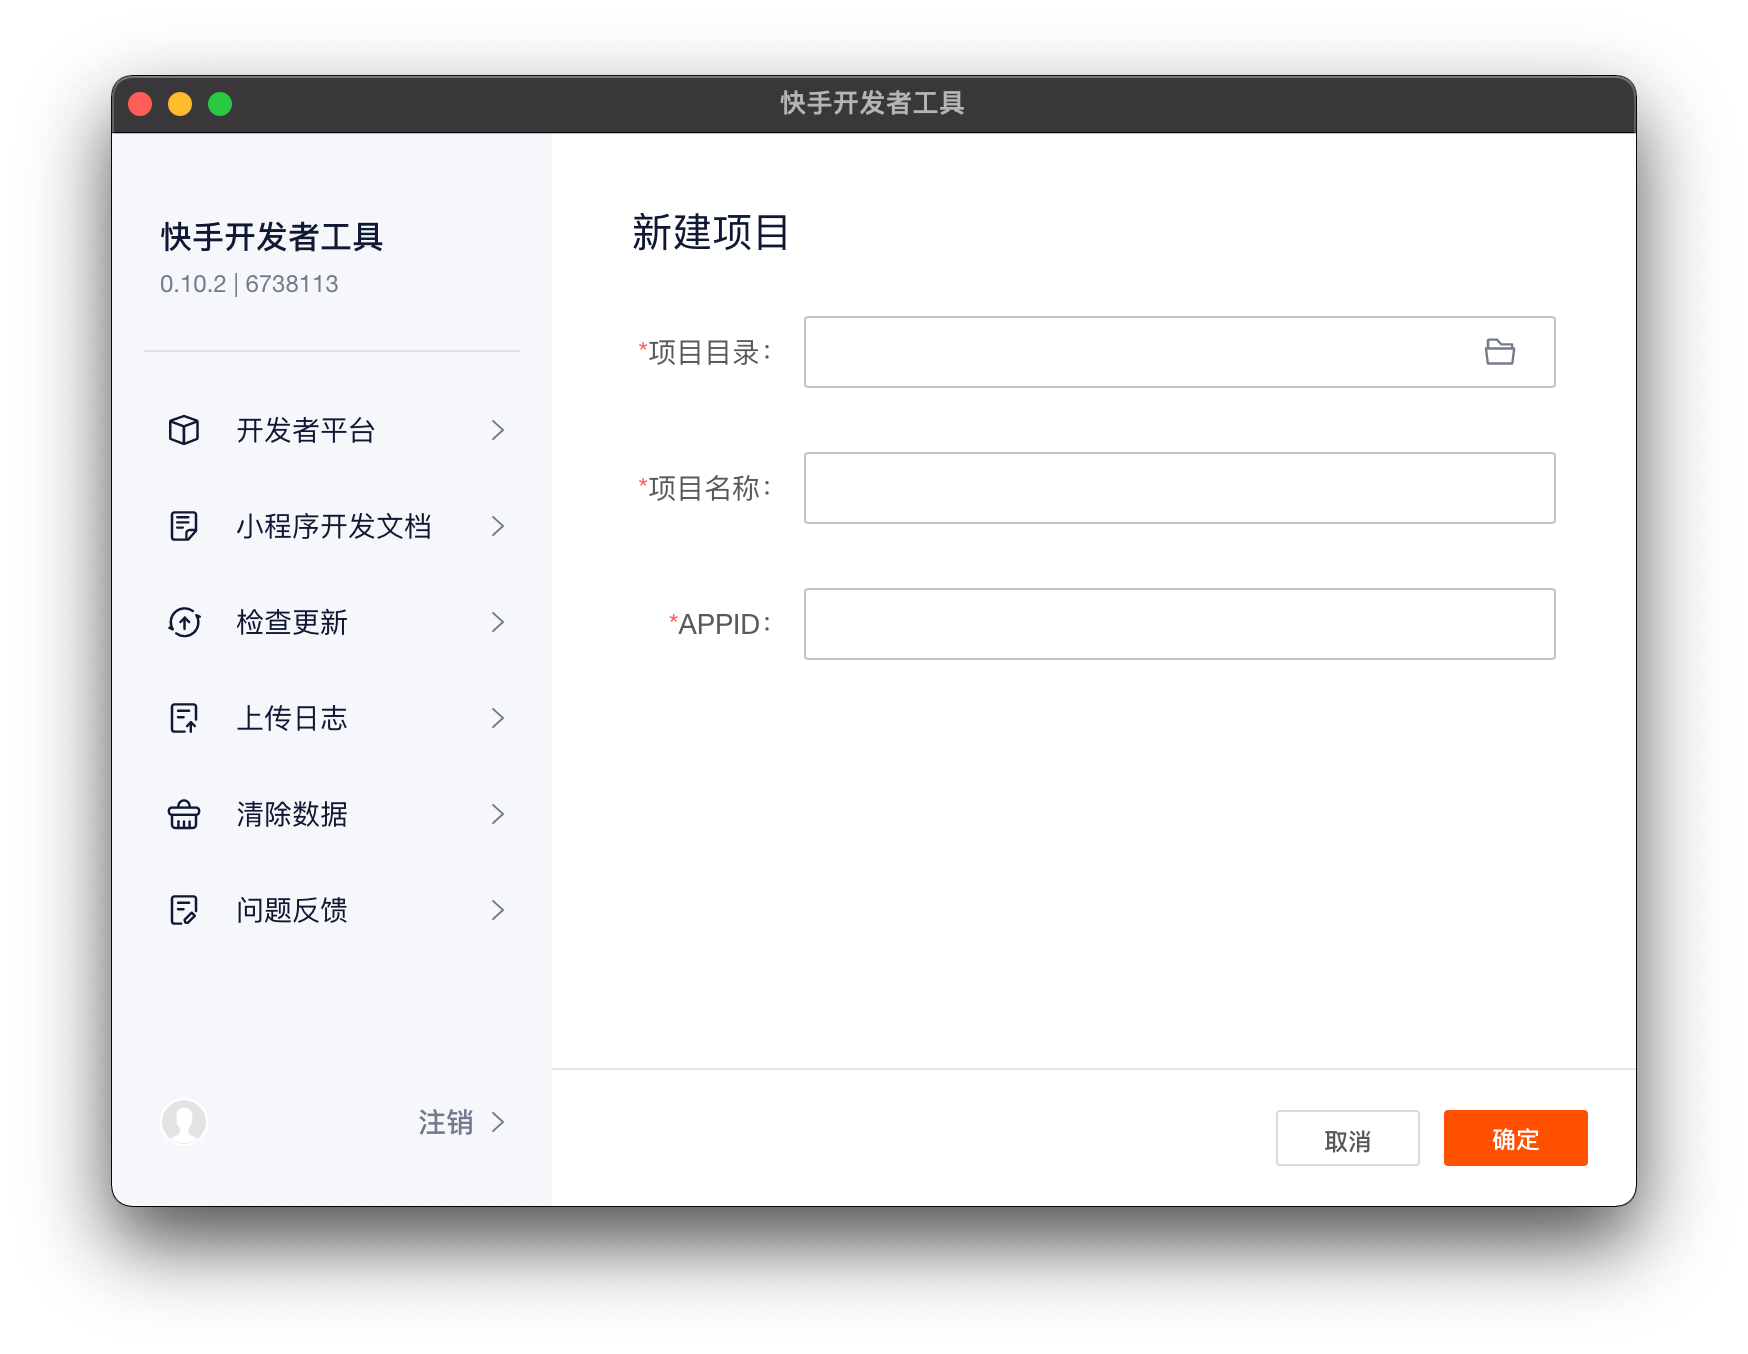 快手开发者工具
快手开发者工具
0.10.2 | 6738113
开发者平台
小程序开发文档
检查更新
上传日志
清除数据
问题反馈
注销
新建项目
*项目目录：
*项目名称：
*APPID：
取消
确定